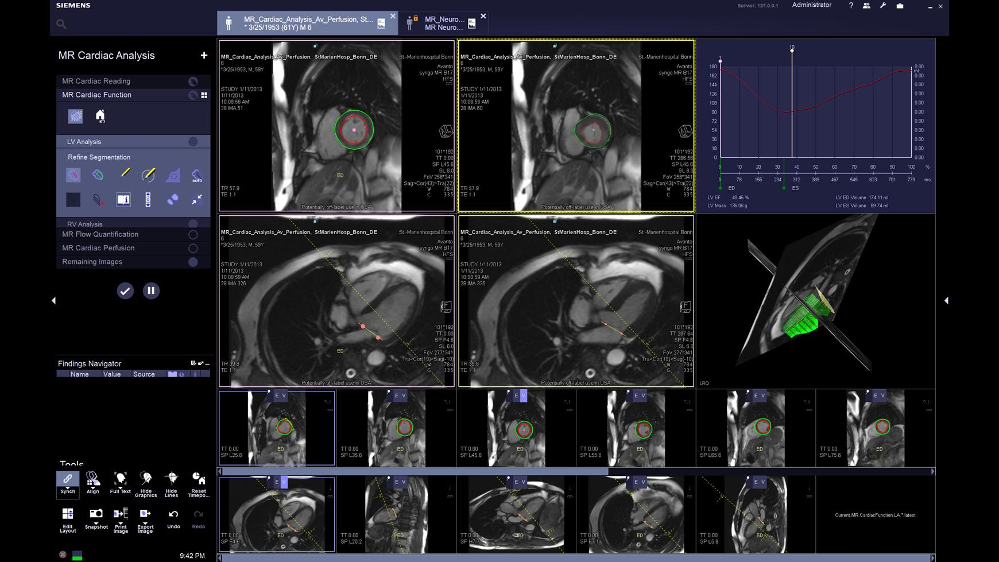 SIEMENS
Server: 127.0.0.1
Administrator
?
MR_Cardiac_Analysis_Av_Perfusion, St...
* 3/25/1953 (61Y) M 6
MR_Neuro...
MR Neuro...
MR Cardiac Analysis
MR Cardiac Reading
MR Cardiac Function
LV Analysis
Refine Segmentation
auto
RV Analysis
MR Flow Quantification
MR Cardiac Perfusion
Remaining Images
Findings Navigator
Name Value Source
Tools
Synch
Align
Full Text
Hide Graphics
Hide Lines
Reset Timepo...
Edit Layout
Snapshot
Print Image
Export Image
Undo
Redo
9:42 PM
MR_Cardiac_Analysis_Av_Perfusion, StMarienHosp_Bonn_DE
6
*3/25/1953, M, 59Y
STUDY 1/11/2013
1/11/2013
10:08:56 AM
28 IMA 51
St.-Marienhospital Bonn
Avanto
syngo MR B17
HFS
101*192
TT 0.00
SP L45.6
SL 8.0
FoV 256*341
Sag>Cor(43)>Tra(22)
W 784
C 335
ED
TR 57.9
TE 1.1
Potentially off-label use in USA
MR_Cardiac_Analysis_Av_Perfusion, StMarienHosp_Bonn_DE
6
*3/25/1953, M, 59Y
STUDY 1/11/2013
1/11/2013
10:08:56 AM
28 IMA 60
St.-Marienhospital Bonn
Avanto
syngo MR B17
HFS
101*192
TT 286.56
SP L45.6
SL 8.0
FoV 256*341
Sag>Cor(43)>Tra(22)
W 784
C 335
TR 57.9
TE 1.1
Potentially off-label use in USA
1
10
180
162
144
126
108
90
72
54
36
18
0
0.00
ml
0.00
0.00
0.00
0.00
0.00
0.00
0.00
0.00
0.00
0.00
0 10 20 30 40 50 60 70 80 90 100 %
0 78 156 234 312 389 467 545 623 701 779 ms
ED ES
LV EF 48.46 %
LV ED Volume 174.11 ml
LV Mass 136.06 g
LV ES Volume 89.74 ml
MR_Cardiac_Analysis_Av_Perfusion, StMarienHosp_Bonn_DE
6
*3/25/1953, M, 59Y
STUDY 1/11/2013
1/11/2013
10:08:59 AM
28 IMA 326
St.-Marienhospital Bonn
Avanto
syngo MR B17
HFS
F
101*192
TT 0.00
SP F4.6
SL 6.0
FoV 277*341
Tra>Cor(19)>Sag(-10)
W 784
C 335
ED
TR 39.8
TE 1.1
Potentially off-label use in USA
MR_Cardiac_Analysis_Av_Perfusion, StMarienHosp_Bonn_DE
6
*3/25/1953, M, 59Y
STUDY 1/11/2013
1/11/2013
10:08:59 AM
28 IMA 335
St.-Marienhospital Bonn
Avanto
syngo MR B17
HFS
F
101*192
TT 287.64
SP F4.6
SL 6.0
FoV 277*341
Tra>Cor(19)>Sag(-10)
W 784
C 335
TR 39.8
TE 1.1
Potentially off-label use in USA
LRQ
E V
ED
TT 0.00
SP L25.6
E V
ED
TT 0.00
SP L35.6
E V
ED
TT 0.00
SP L45.6
E V
ED
TT 0.00
SP L55.6
E V
ED
TT 0.00
SP L65.6
E V
ED
TT 0.00
SP L75.6
E V
ED
TT 0.00
SP F4.6
E V
ED
TT 0.00
SP L20.2
E V
ED
TT 0.00
SP H7.7
E V
ED
TT 0.00
SP F7.1
E V
ED
TT 0.00
SP L5.9
Current.MR.CardiacFunction.LA.*.latest